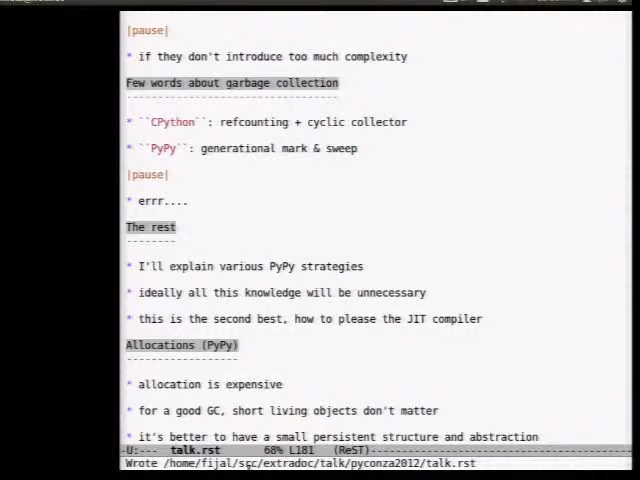 |pause|
* if they don't introduce too much complexity
Few words about garbage collection
----------------------------------
* ``CPython``: refcounting + cyclic collector
* ``PyPy``: generational mark & sweep
|pause|
* errr....
The rest
--------
* I'll explain various PyPy strategies
* ideally all this knowledge will be unnecessary
* this is the second best, how to please the JIT compiler
Allocations (PyPy)
------------------
* allocation is expensive
* for a good GC, short living objects don't matter
* it's better to have a small persistent structure and abstraction
-U:--- talk.rst 68% L181 (ReST)
Wrote /home/fijal/src/extradoc/talk/pyconza2012/talk.rst